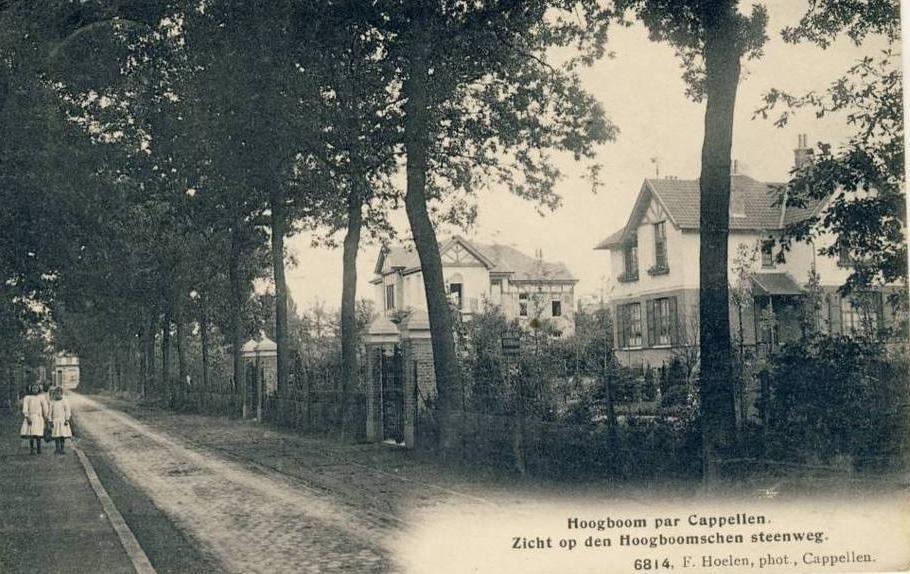 Hoogboom par Cappellen.
Zicht op den Hoogboomschen steenweg.
6814, F. Hoelen, phot., Cappellen.